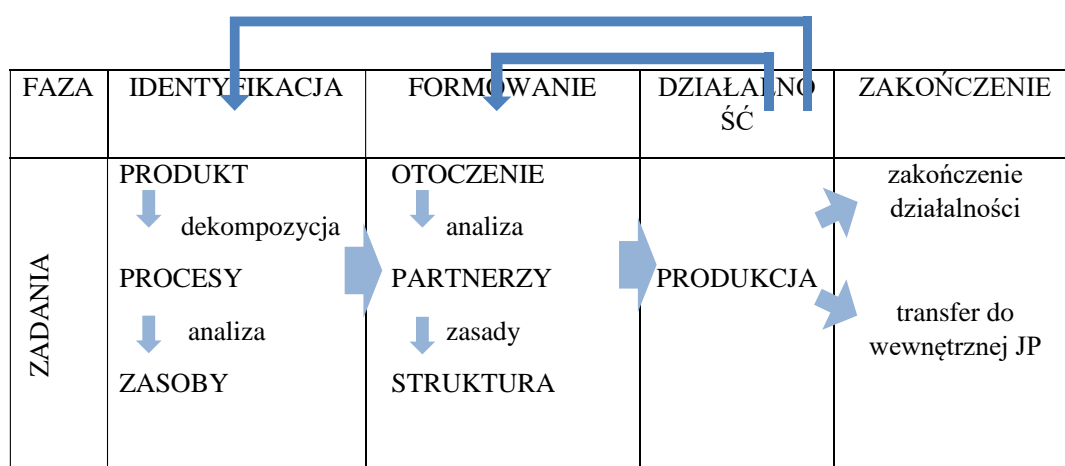 FAZA
IDENTYFIKACJA
FORMOWANIE
DZIAŁALNO
ŚĆ
ZAKOŃCZENIE
ZADANIA
PRODUKT
dekompozycja
PROCESY
analiza
ZASOBY
OTOCZENIE
analiza
PARTNERZY
zasady
STRUKTURA
PRODUKCJA
zakończenie
działalności
transfer do
wewnętrznej JP